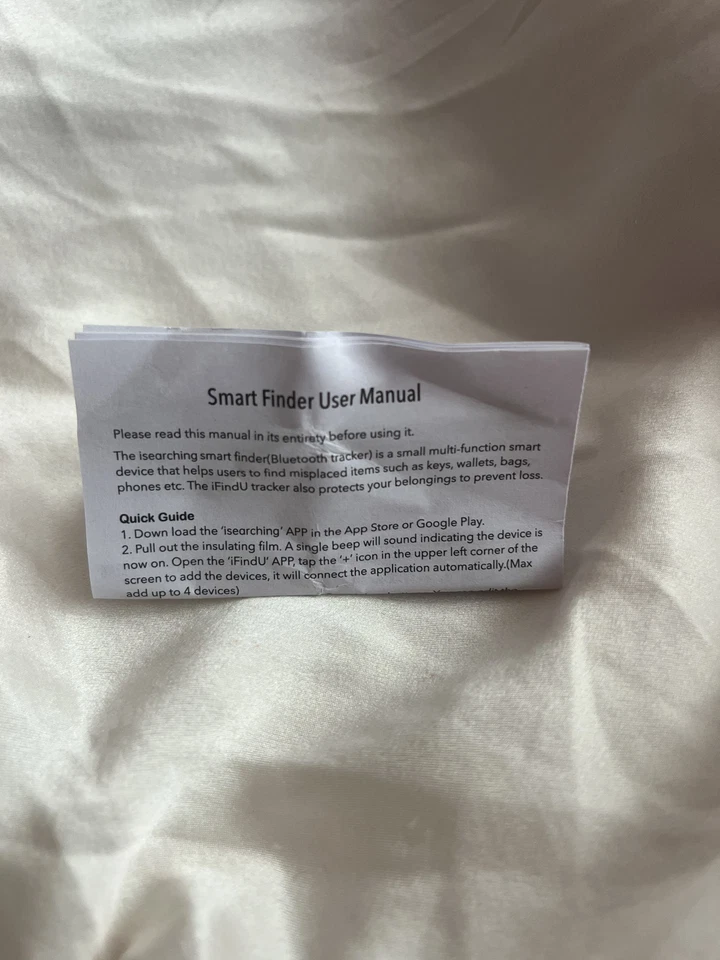 Smart Finder User Manual
Please read this manual in its entirety before using it.
The isearching smart finder(Bluetooth tracker) is a small multi-function smart
device that helps users to find misplaced items such as keys, wallets, bags,
phones etc. The iFindU tracker also protects your belongings to prevent loss.
Quick Guide
1. Down load the 'isearching' APP in the App Store or Google Play.
2. Pull out the insulating film. A single beep will sound indicating the device is
now on. Open the 'iFindU' APP, tap the '+' icon in the upper left corner of the
screen to add the devices, it will connect the application automatically.(Max
add up to 4 devices)